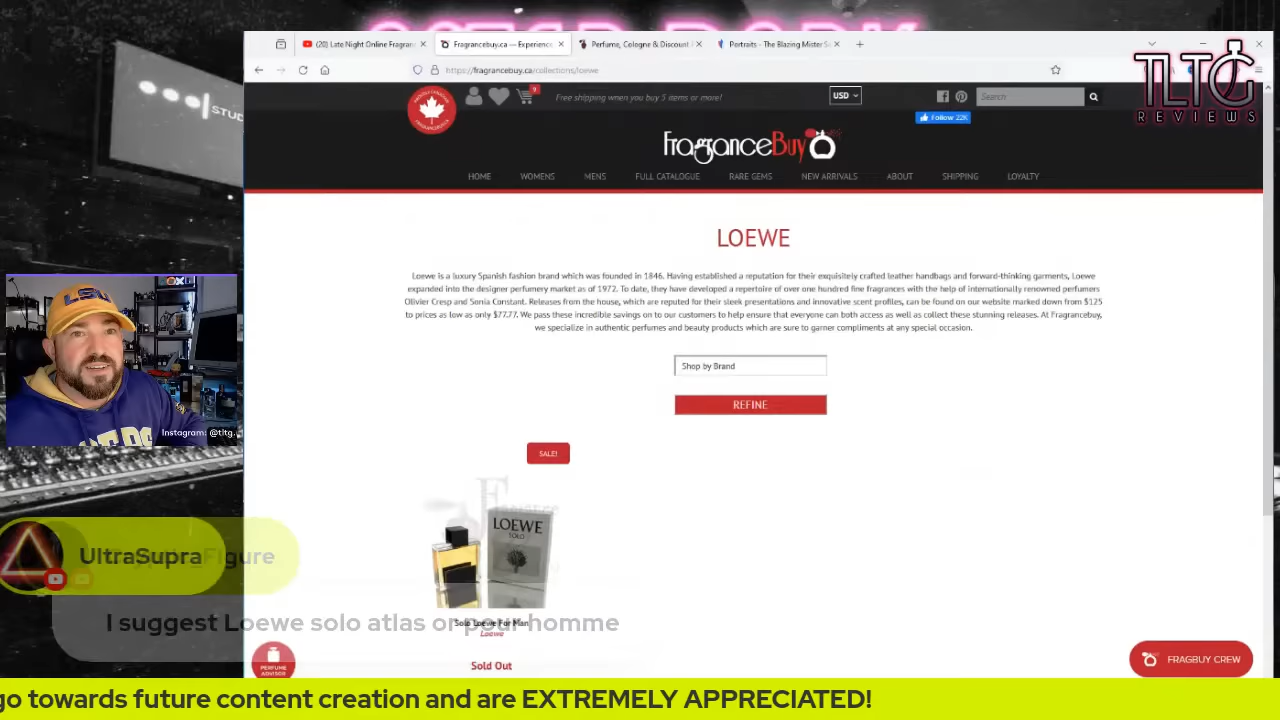 (20) Late Night Online Fragran
Fragrancebuy.ca — Experience
Perfume, Cologne & Discount
Portraits - The Blazing Mister S
https://fragrancebuy.ca/collections/loewe
TLTG
REVIEWS
STUD
9
Free shipping when you buy 5 items or more!
USD
Search
Follow 22K
FragranceBuy
HOME
WOMENS
MENS
FULL CATALOGUE
RARE GEMS
NEW ARRIVALS
ABOUT
SHIPPING
LOYALTY
LOEWE
Loewe is a luxury Spanish fashion brand which was founded in 1846. Having established a reputation for their exquisitely crafted leather handbags and forward-thinking garments, Loewe
expanded into the designer perfumery market as of 1972. To date, they have developed a repertoire of over one hundred fine fragrances with the help of internationally renowned perfumers
Olivier Cresp and Sonia Constant. Releases from the house, which are reputed for their sleek presentations and innovative scent profiles, can be found on our website marked down from $125
to prices as low as only $77.77. We pass these incredible savings on to our customers to help ensure that everyone can both access as well as collect these stunning releases. At Fragrancebuy,
we specialize in authentic perfumes and beauty products which are sure to garner compliments at any special occasion.
Shop by Brand
REFINE
SALE!
LOEWE
SOLO
Solo Loewe For Man
Loewe
Sold Out
Instagram: @tltg.
UltraSupra
Figure
I suggest Loewe solo atlas or pour homme
PERFUME
ADVISER
FRAGBUY CREW
go towards future content creation and are EXTREMELY APPRECIATED!